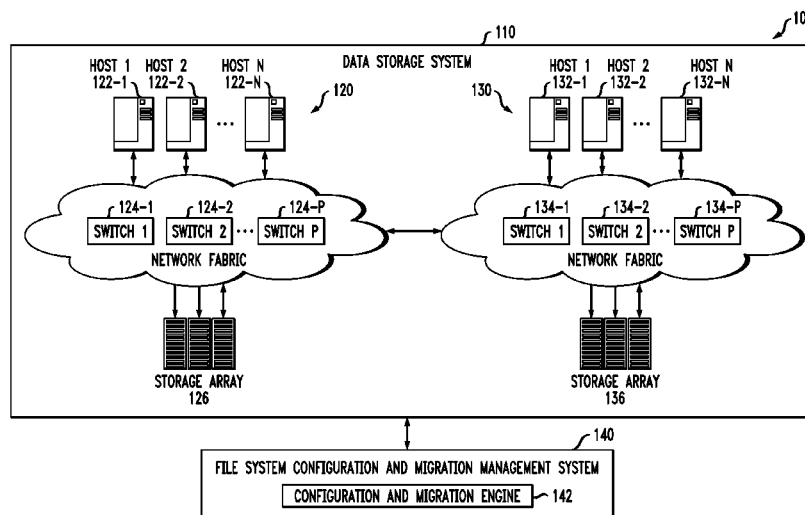 10
110
DATA STORAGE SYSTEM
HOST 1 HOST 2 HOST N
122-1 122-2 122-N
120
HOST 1 HOST 2 HOST N
132-1 132-2 132-N
130
... ...
124-1 124-2 124-P
SWITCH 1 SWITCH 2 ... SWITCH P
NETWORK FABRIC
134-1 134-2 134-P
SWITCH 1 SWITCH 2 ... SWITCH P
NETWORK FABRIC
STORAGE ARRAY
126
STORAGE ARRAY
136
140
FILE SYSTEM CONFIGURATION AND MIGRATION MANAGEMENT SYSTEM
CONFIGURATION AND MIGRATION ENGINE 142